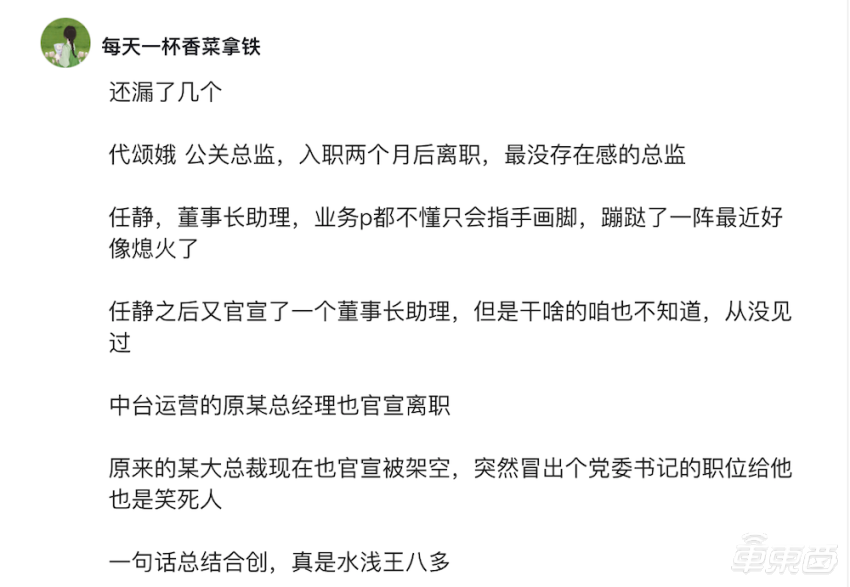 每天一杯香菜拿铁
还漏了几个
代颂娥 公关总监，入职两个月后离职，最没存在感的总监
任静，董事长助理，业务p都不懂只会指手画脚，蹦跶了一阵最近好
像熄火了
任静之后又官宣了一个董事长助理，但是干啥的咱也不知道，从没见
过
中台运营的原某总经理也官宣离职
原来的某大总裁现在也官宣被架空，突然冒出个党委书记的职位给他
也是笑死人
一句话总结合创，真是水浅王八多
車東西